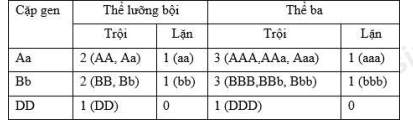 Cặp gen Thể lưỡng bội Thể ba
Trội Lặn Trội Lặn
Aa 2 (AA, Aa) 1 (aa) 3 (AAA,AAa, Aaa) 1 (aaa)
Bb 2 (BB, Bb) 1 (bb) 3 (BBB,BBb, Bbb) 1 (bbb)
DD 1 (DD) 0 1 (DDD) 0